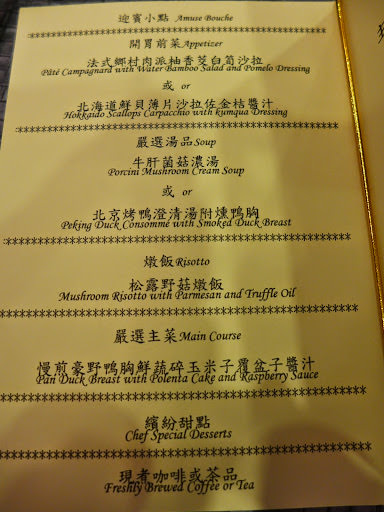 迎賓小點 Amuse Bouche
開胃前菜 Appetizer
法式鄉村肉派柚香茭白筍沙拉
Pâté Campagnard with Water Bamboo Salad and Pomelo Dressing
或 or
北海道鮮貝薄片沙拉佐金桔醬汁
Hokkaido Scallops Carpaccio with kumqua Dressing
嚴選湯品 Soup
牛肝菌菇濃湯
Porcini Mushroom Cream Soup
或 or
北京烤鴨澄清湯附燻鴨胸
Peking Duck Consommé with Smoked Duck Breast
燉飯 Risotto
松露野菇燉飯
Mushroom Risotto with Parmesan and Truffle Oil
嚴選主菜 Main Course
慢煎豪野鴨胸鮮蔬碎玉米子覆盆子醬汁
Pan Duck Breast with Polenta Cake and Raspberry Sauce
繽紛甜點
Chef Special Desserts
現煮咖啡或茶品
Freshly Brewed Coffee or Tea